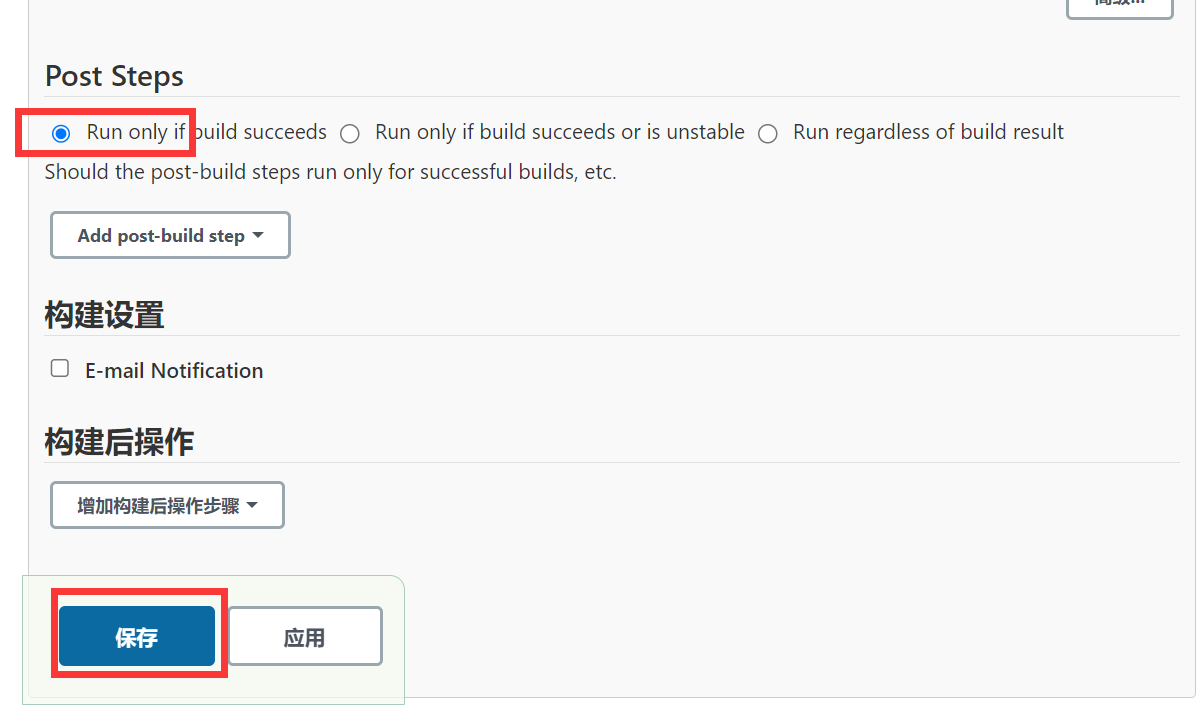 Post Steps
Run only if build succeeds Run only if build succeeds or is unstable Run regardless of build result
Should the post-build steps run only for successful builds, etc.
Add post-build step
构建设置
E-mail Notification
构建后操作
增加构建后操作步骤
保存 应用